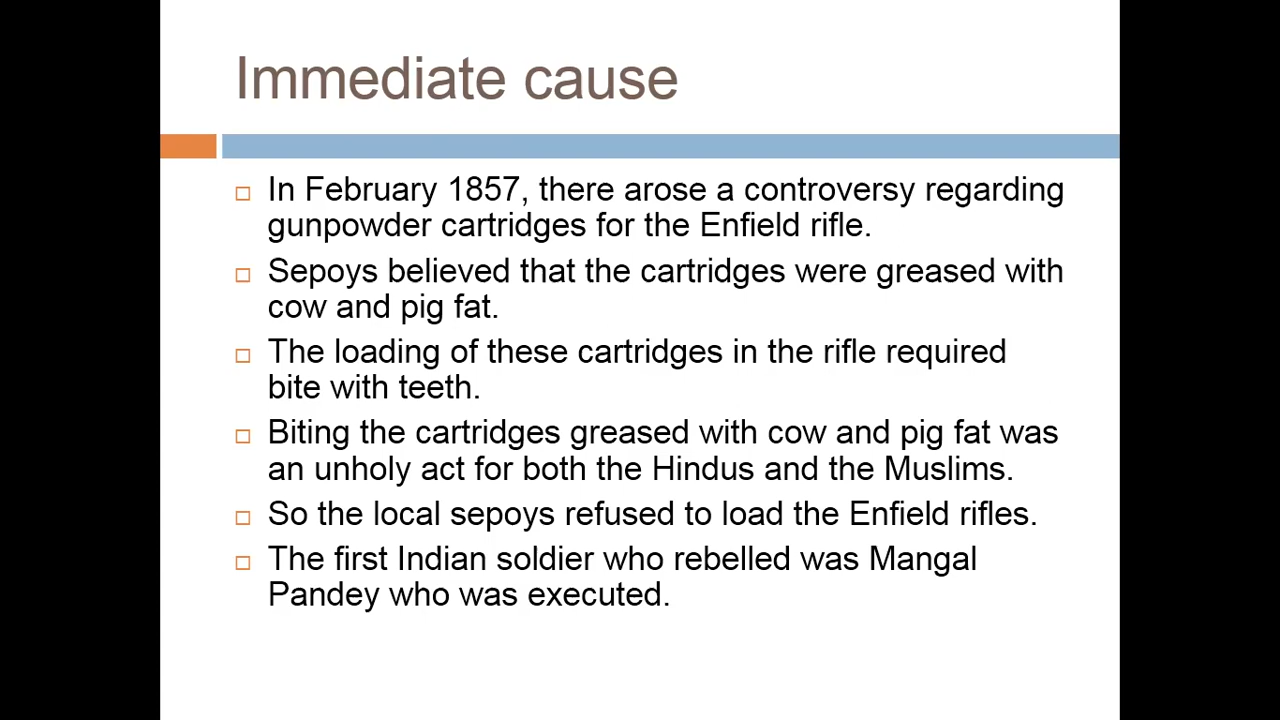 Immediate cause
In February 1857, there arose a controversy regarding
gunpowder cartridges for the Enfield rifle.
Sepoys believed that the cartridges were greased with
cow and pig fat.
The loading of these cartridges in the rifle required
bite with teeth.
Biting the cartridges greased with cow and pig fat was
an unholy act for both the Hindus and the Muslims.
So the local sepoys refused to load the Enfield rifles.
The first Indian soldier who rebelled was Mangal
Pandey who was executed.